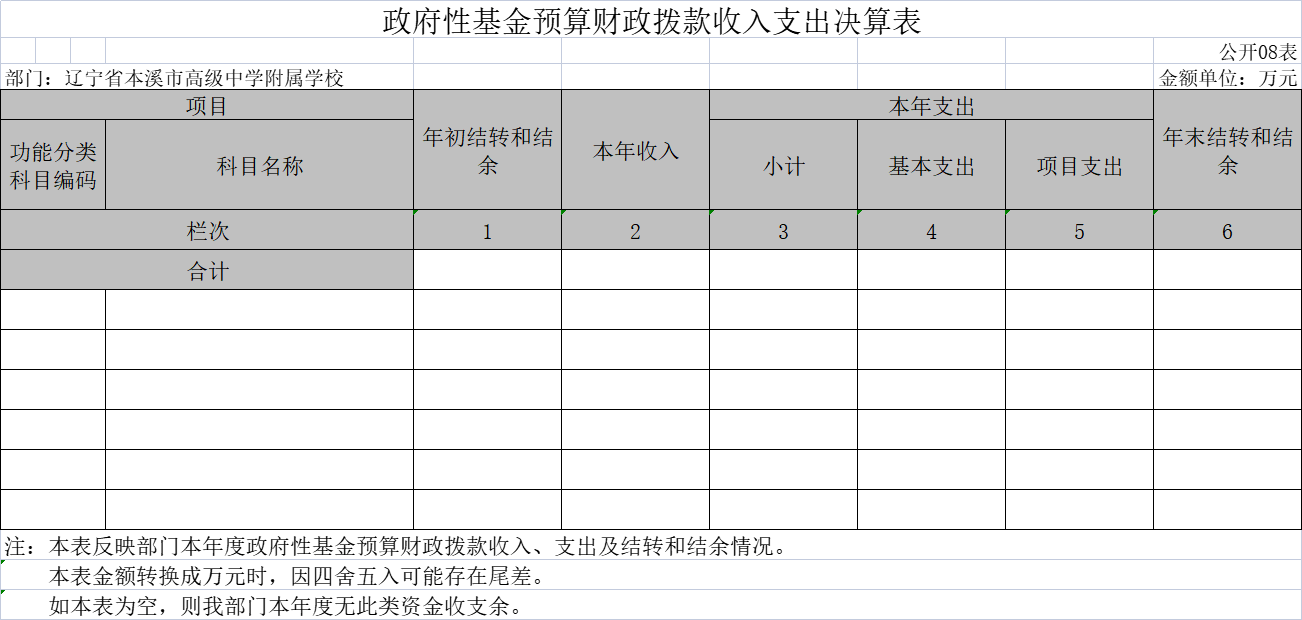 政府性基金预算财政拨款收入支出决算表
公开08表
部门：辽宁省本溪市高级中学附属学校 金额单位：万元
项目 本年支出
年初结转和结余 本年收入 年末结转和结余
功能分类科目编码 科目名称 小计 基本支出 项目支出
栏次 1 2 3 4 5 6
合计
注：本表反映部门本年度政府性基金预算财政拨款收入、支出及结转和结余情况。
本表金额转换成万元时，因四舍五入可能存在尾差。
如本表为空，则我部门本年度无此类资金收支余。